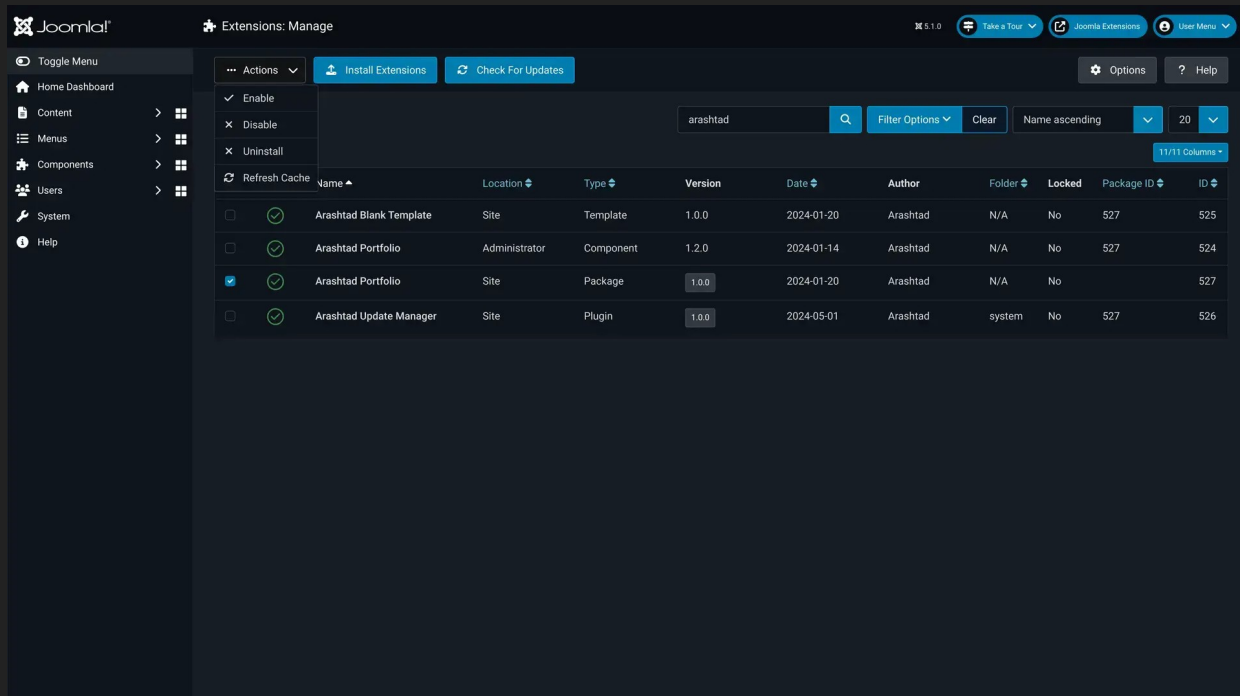 Joomla!
Extensions: Manage
5.1.0
Take a Tour
Joomla Extensions
User Menu
Toggle Menu
Home Dashboard
Content
Menus
Components
Users
System
Help
Actions
Install Extensions
Check For Updates
Options
? Help
Enable
Disable
Uninstall
Refresh Cache
arashtad
Filter Options
Clear
Name ascending
20
11/11 Columns
Name Location Type Version Date Author Folder Locked Package ID ID
Arashtad Blank Template Site Template 1.0.0 2024-01-20 Arashtad N/A No 527 525
Arashtad Portfolio Administrator Component 1.2.0 2024-01-14 Arashtad N/A No 527 524
Arashtad Portfolio Site Package 1.0.0 2024-01-20 Arashtad N/A No 527
Arashtad Update Manager Site Plugin 1.0.0 2024-05-01 Arashtad system No 527 526